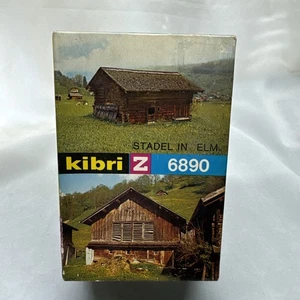 STADEL IN ELM.
kibri Z 6890